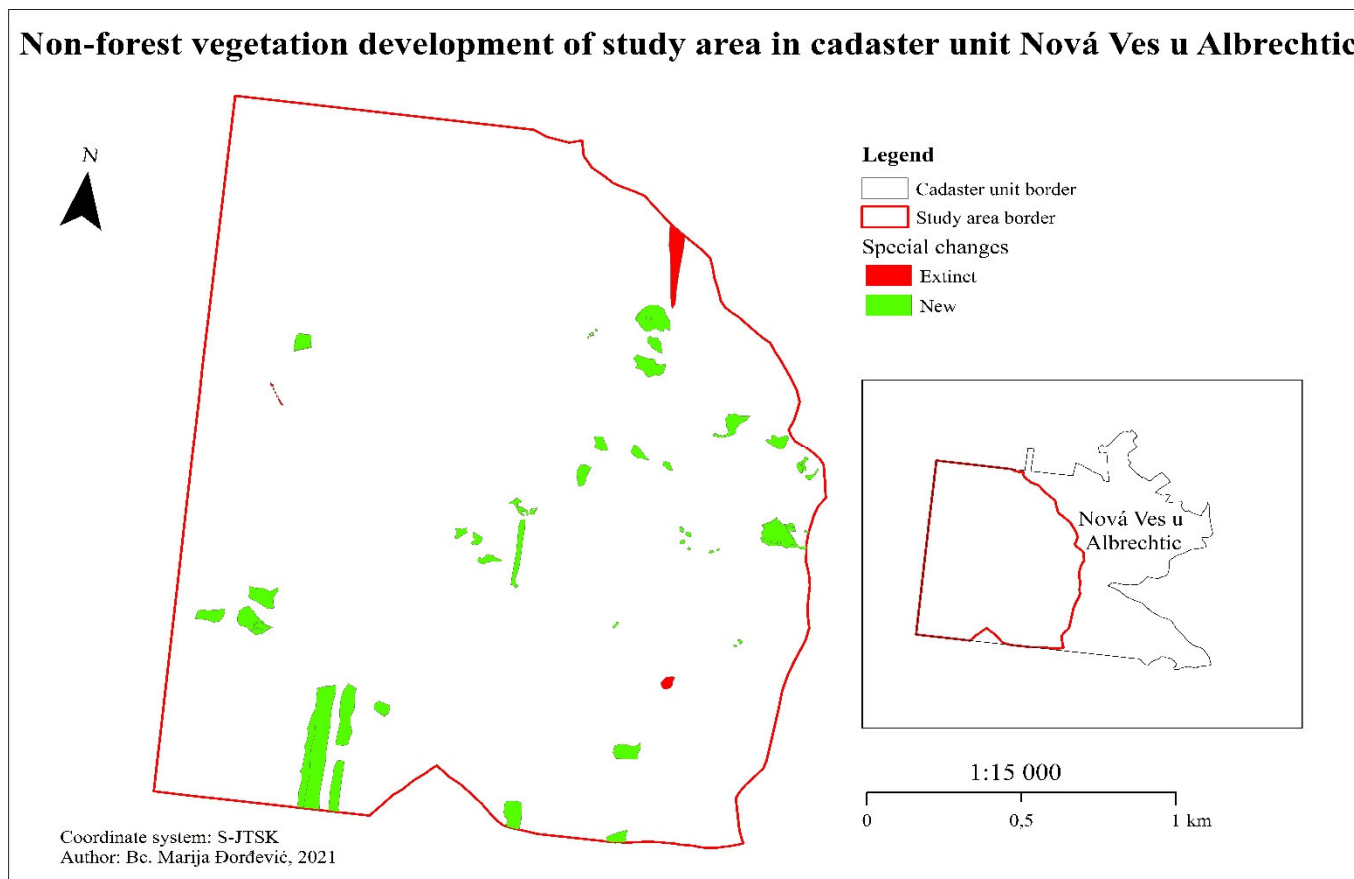 Non-forest vegetation development of study area in cadaster unit Nová Ves u Albrechtic
N
Legend
Cadaster unit border
Study area border
Special changes
Extinct
New
Nová Ves u
Albrechtic
1:15 000
0 0,5 1 km
Coordinate system: S-JTSK
Author: Bc. Marija Đorđević, 2021